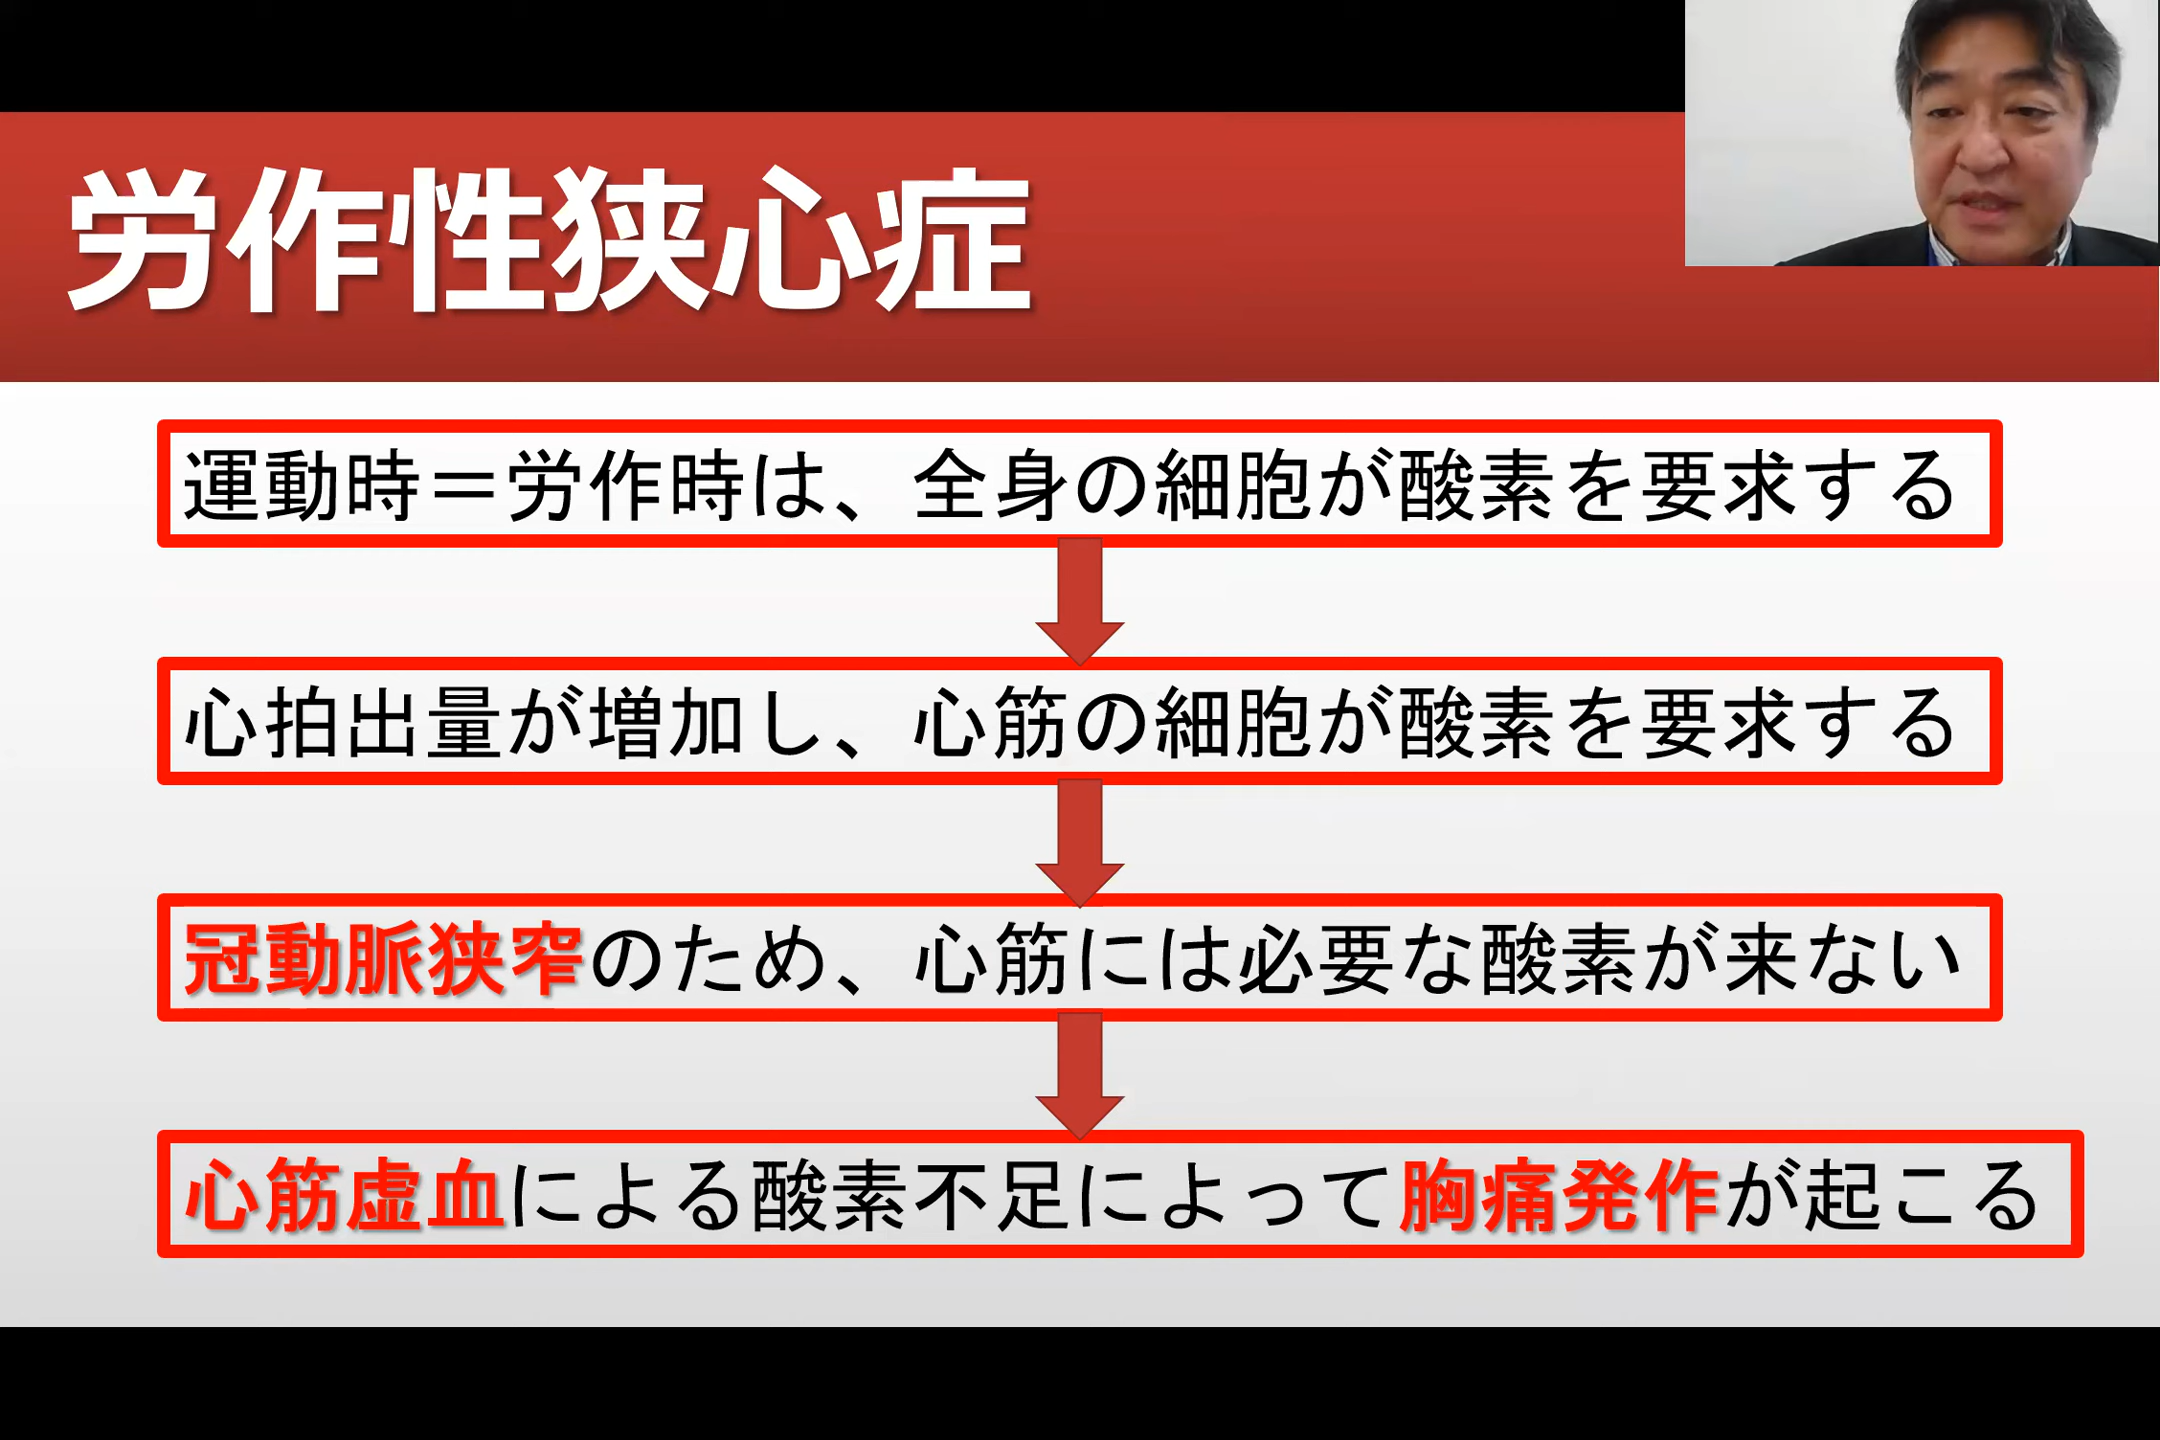 労作性狭心症
運動時＝労作時は、全身の細胞が酸素を要求する
心拍出量が増加し、心筋の細胞が酸素を要求する
冠動脈狭窄のため、心筋には必要な酸素が来ない
心筋虚血による酸素不足によって胸痛発作が起こる